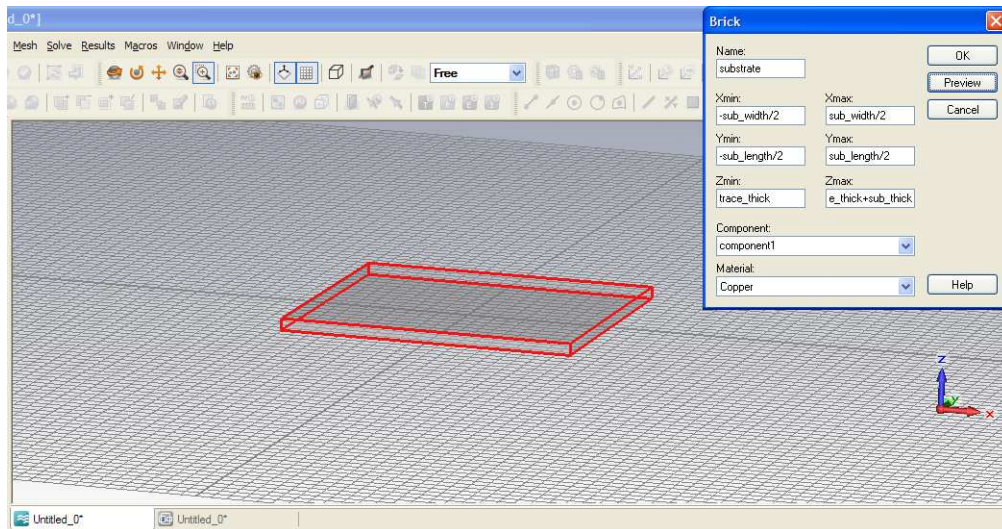 d_0*]
Brick
Mesh Solve Results Macros Window Help
Free
Name:
substrate
OK
Preview
Cancel
Xmin:
Xmax:
-sub_width/2
sub_width/2
Ymin:
Ymax:
-sub_length/2
sub_length/2
Zmin:
Zmax:
trace_thick
e_thick+sub_thick
Component:
component1
Material:
Copper
Help
z
y
x
Untitled_0*
Untitled_0*